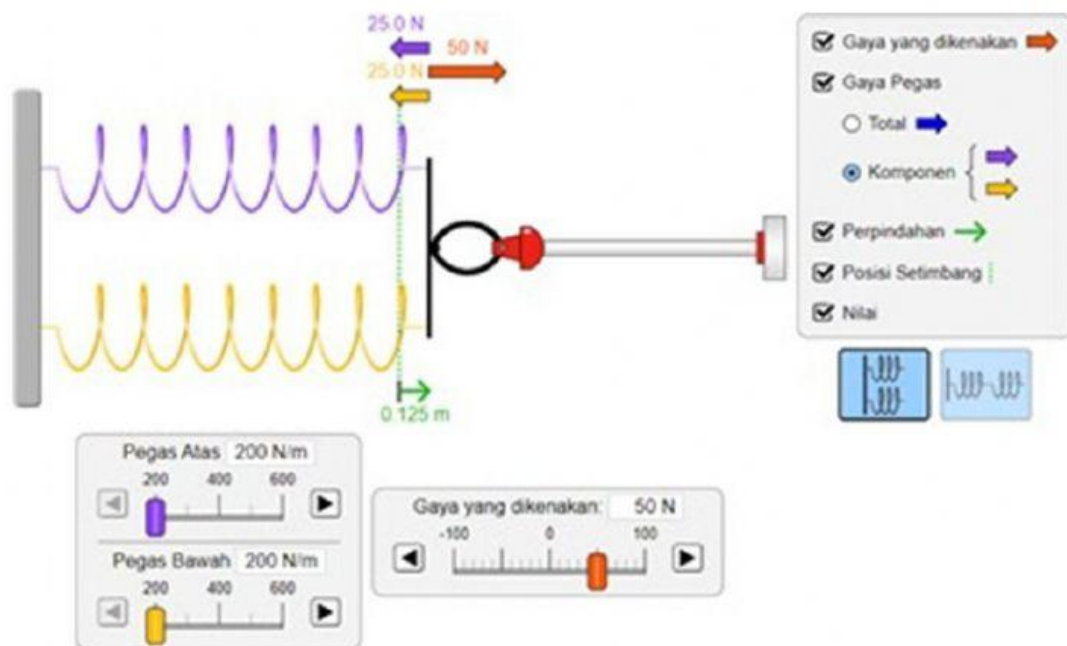 25.0 N
50 N
25.0 N
0.125 m
Gaya yang dikenakan
Gaya Pegas
Total
Komponen
Perpindahan
Posisi Setimbang
Nilai
Pegas Atas 200 N/m
200 400 600
Pegas Bawah 200 N/m
200 400 600
Gaya yang dikenakan: 50 N
-100 0 100